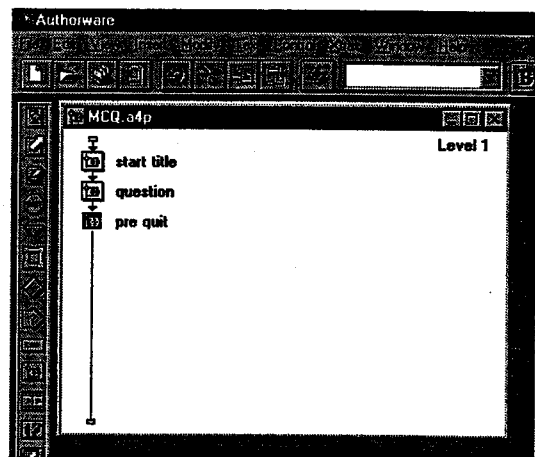 Authorware
MCQ.a4p
Level 1
start title
question
pre quit